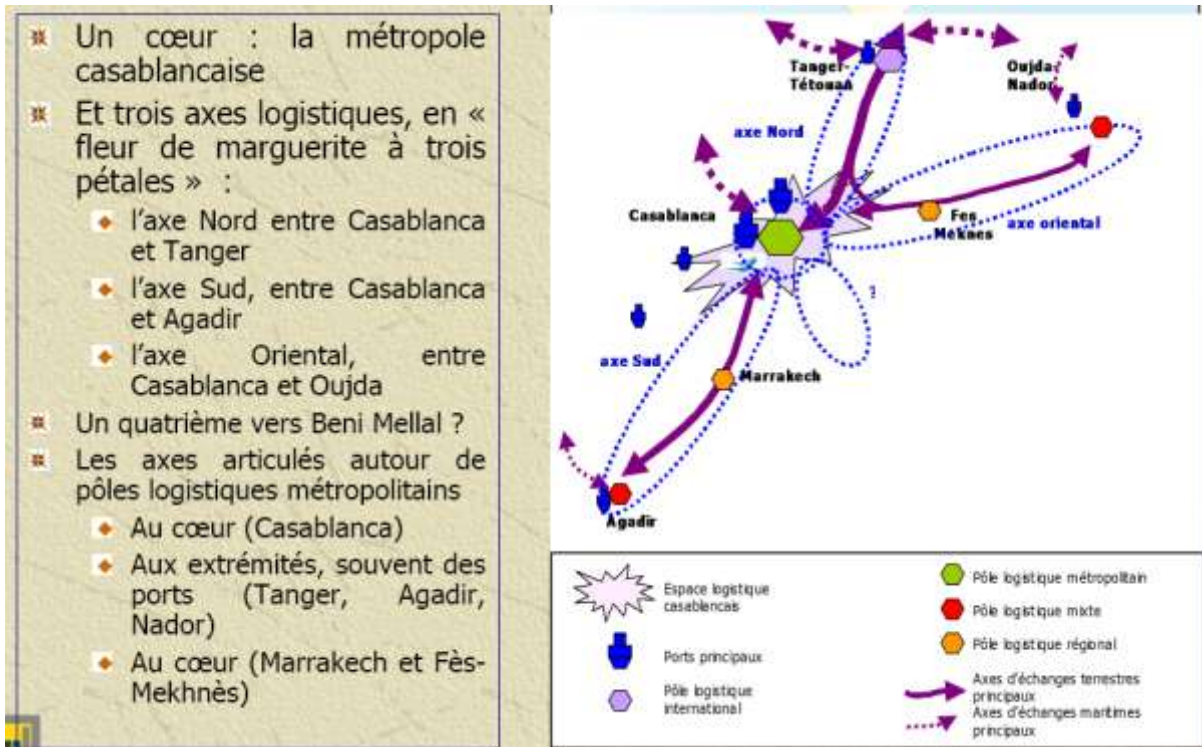 Un cœur : la métropole
casablancaise
Et trois axes logistiques, en «
fleur de marguerite à trois
pétales » :
l'axe Nord entre Casablanca
et Tanger
l'axe Sud, entre Casablanca
et Agadir
l'axe Oriental, entre
Casablanca et Oujda
Un quatrième vers Beni Mellal ?
Les axes articulés autour de
pôles logistiques métropolitains
Au cœur (Casablanca)
Aux extrémités, souvent des
ports (Tanger, Agadir,
Nador)
Au cœur (Marrakech et Fès-
Mekhnès)
Tanger-
Tétouan
Oujda-
Nador
axe Nord
Casablanca
Fes
Meknes
axe oriental
?
axe Sud
Marrakech
Agadir
Espace logistique
casablancais
Ports principaux
Pôle logistique
international
Pôle logistique métropolitain
Pôle logistique mixte
Pôle logistique régional
Axes d'échanges terrestres
principaux
Axes d'échanges maritimes
principaux